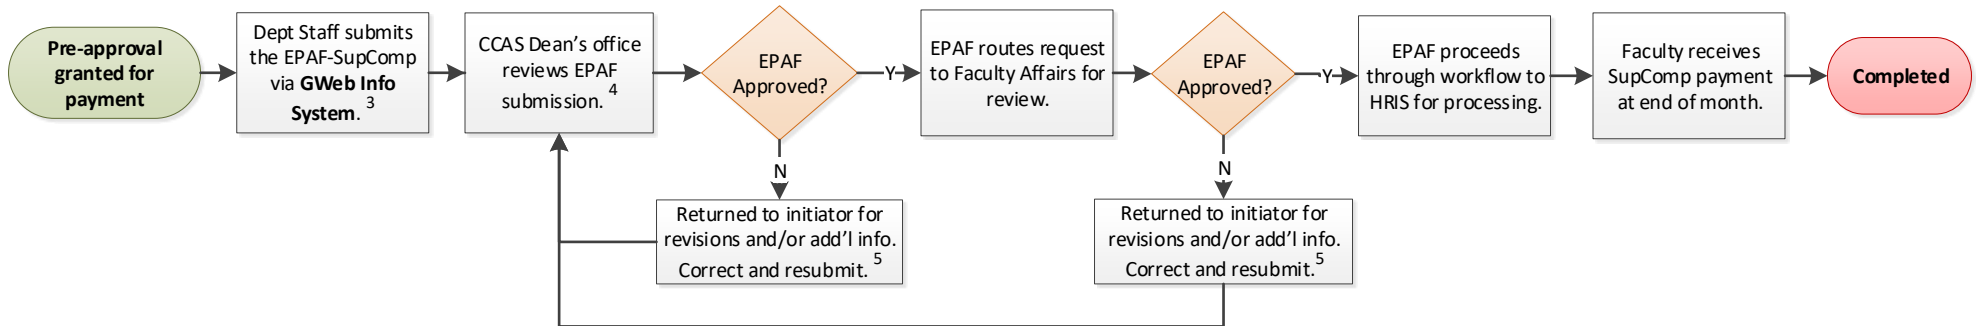 Pre-approval
granted for
payment
Dept Staff submits
the EPAF-SupComp
via GWeb Info
System. 3
CCAS Dean’s office
reviews EPAF
submission. 4
EPAF
Approved?
Y
N
Returned to initiator for
revisions and/or add’l info.
Correct and resubmit. 5
EPAF routes request
to Faculty Affairs for
review.
EPAF
Approved?
Y
N
Returned to initiator for
revisions and/or add’l info.
Correct and resubmit. 5
EPAF proceeds
through workflow to
HRIS for processing.
Faculty receives
SupComp payment
at end of month.
Completed